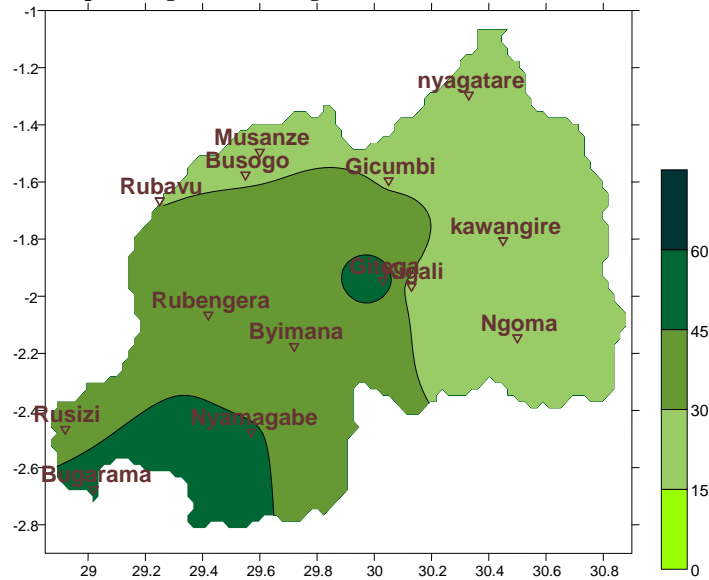 -1
-1.2
-1.4
-1.6
-1.8
-2
-2.2
-2.4
-2.6
-2.8
nyagatare
Musanze
Busogo
Gicumbi
Rubavu
kawangire
Gitega
Kigali
Rubengera
Ngoma
Byimana
Rusizi
Nyamagabe
Bugarama
60
45
30
15
0
29 29.2 29.4 29.6 29.8 30 30.2 30.4 30.6 30.8